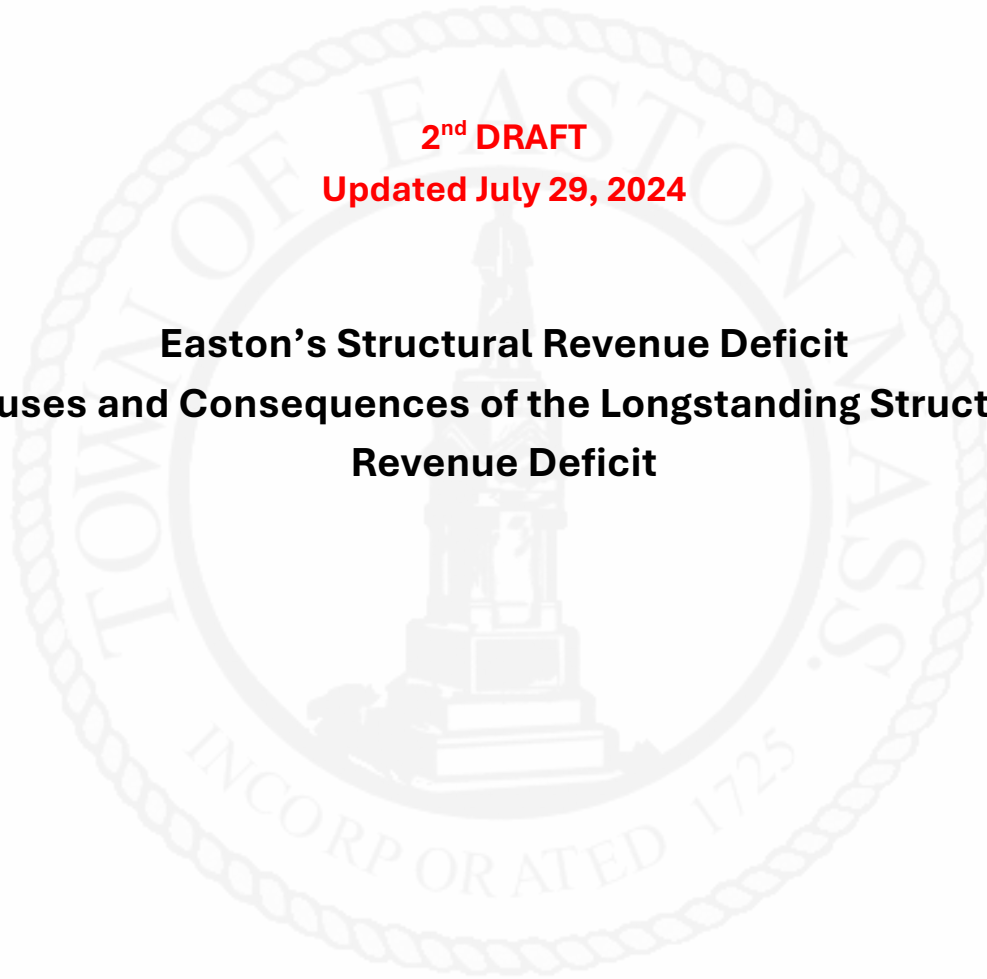 2nd DRAFT
Updated July 29, 2024
Easton’s Structural Revenue Deficit
uses and Consequences of the Longstanding Struct
Revenue Deficit
TOWN OF EASTON MASS.
INCORPORATED 1725